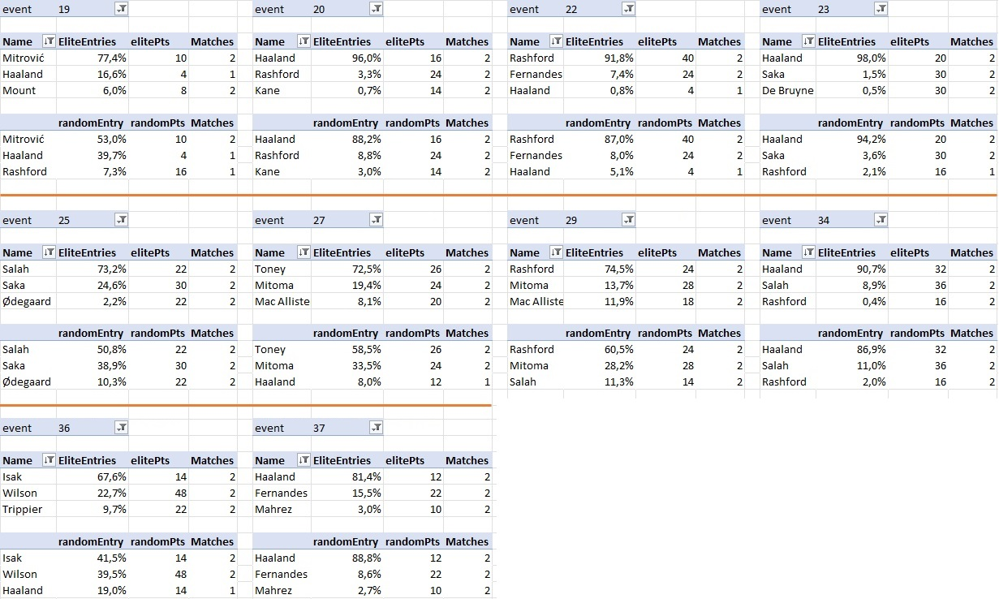 event 19 event 20 event 22 event 23
Name EliteEntries elitePts Matches Name EliteEntries elitePts Matches Name EliteEntries elitePts Matches Name EliteEntries elitePts Matches
Mitrović 77,4% 10 2 Haaland 96,0% 16 2 Rashford 91,8% 40 2 Haaland 98,0% 20 2
Haaland 16,6% 4 1 Rashford 3,3% 24 2 Fernandes 7,4% 24 2 Saka 1,5% 30 2
Mount 6,0% 8 2 Kane 0,7% 14 2 Haaland 0,8% 4 1 De Bruyne 0,5% 30 2
randomEntry randomPts Matches randomEntry randomPts Matches randomEntry randomPts Matches randomEntry randomPts Matches
Mitrović 53,0% 10 2 Haaland 88,2% 16 2 Rashford 87,0% 40 2 Haaland 94,2% 20 2
Haaland 39,7% 4 1 Rashford 8,8% 24 2 Fernandes 8,0% 24 2 Saka 3,6% 30 2
Rashford 7,3% 16 1 Kane 3,0% 14 2 Haaland 5,1% 4 1 Rashford 2,1% 16 1
event 25 event 27 event 29 event 34
Name EliteEntries elitePts Matches Name EliteEntries elitePts Matches Name EliteEntries elitePts Matches Name EliteEntries elitePts Matches
Salah 73,2% 22 2 Toney 72,5% 26 2 Rashford 74,5% 24 2 Haaland 90,7% 32 2
Saka 24,6% 30 2 Mitoma 19,4% 24 2 Mitoma 13,7% 28 2 Salah 8,9% 36 2
Ødegaard 2,2% 22 2 Mac Alliste 8,1% 20 2 Mac Alliste 11,9% 18 2 Rashford 0,4% 16 2
randomEntry randomPts Matches randomEntry randomPts Matches randomEntry randomPts Matches randomEntry randomPts Matches
Salah 50,8% 22 2 Toney 58,5% 26 2 Rashford 60,5% 24 2 Haaland 86,9% 32 2
Saka 38,9% 30 2 Mitoma 33,5% 24 2 Mitoma 28,2% 28 2 Salah 11,0% 36 2
Ødegaard 10,3% 22 2 Haaland 8,0% 12 1 Salah 11,3% 14 2 Rashford 2,0% 16 2
event 36 event 37
Name EliteEntries elitePts Matches Name EliteEntries elitePts Matches
Isak 67,6% 14 2 Haaland 81,4% 12 2
Wilson 22,7% 48 2 Fernandes 15,5% 22 2
Trippier 9,7% 22 2 Mahrez 3,0% 10 2
randomEntry randomPts Matches randomEntry randomPts Matches
Isak 41,5% 14 2 Haaland 88,8% 12 2
Wilson 39,5% 48 2 Fernandes 8,6% 22 2
Haaland 19,0% 14 1 Mahrez 2,7% 10 2